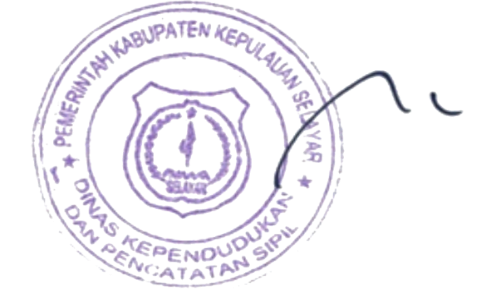 PEMERINTAH KABUPATEN KEPULAUAN SELAYAR
SELAYAR
DINAS KEPENDUDUKAN
DAN PENCATATAN SIPIL